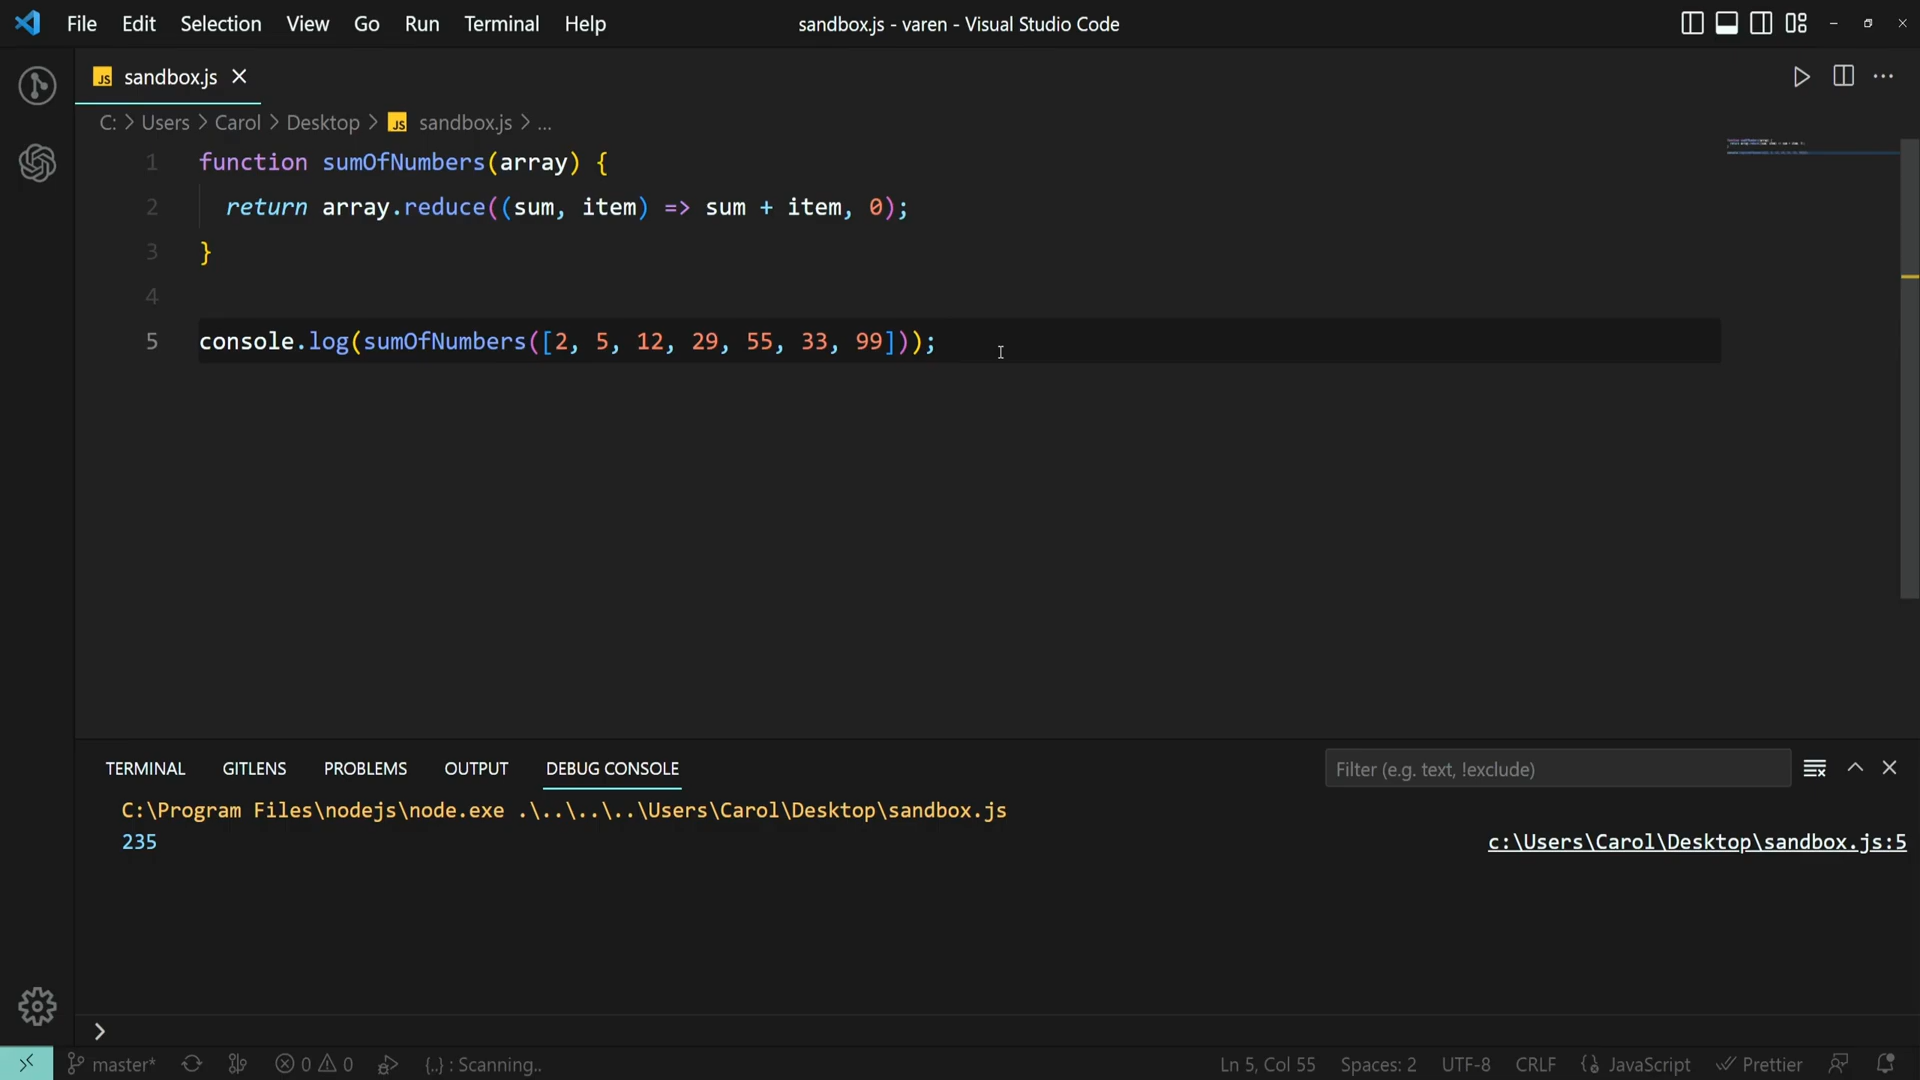 File Edit Selection View Go Run Terminal Help sandbox.js - varen - Visual Studio Code
JS sandbox.js
C: > Users > Carol > Desktop > JS sandbox.js > ...
1 function sumOfNumbers(array) {
2 return array.reduce((sum, item) => sum + item, 0);
3 }
4
5 console.log(sumOfNumbers([2, 5, 12, 29, 55, 33, 99]));
TERMINAL GITLENS PROBLEMS OUTPUT DEBUG CONSOLE Filter (e.g. text, !exclude)
C:\Program Files\nodejs\node.exe .\..\..\..\Users\Carol\Desktop\sandbox.js
235 c:\Users\Carol\Desktop\sandbox.js:5
>
master* 0 0 {..} : Scanning.. Ln 5, Col 55 Spaces: 2 UTF-8 CRLF JavaScript Prettier